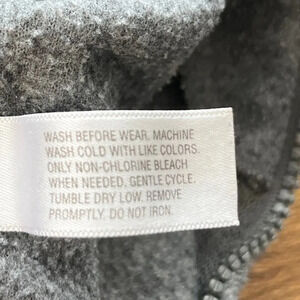 WASH BEFORE WEAR. MACHINE
WASH COLD WITH LIKE COLORS.
ONLY NON-CHLORINE BLEACH
WHEN NEEDED. GENTLE CYCLE.
TUMBLE DRY LOW. REMOVE
PROMPTLY. DO NOT IRON.